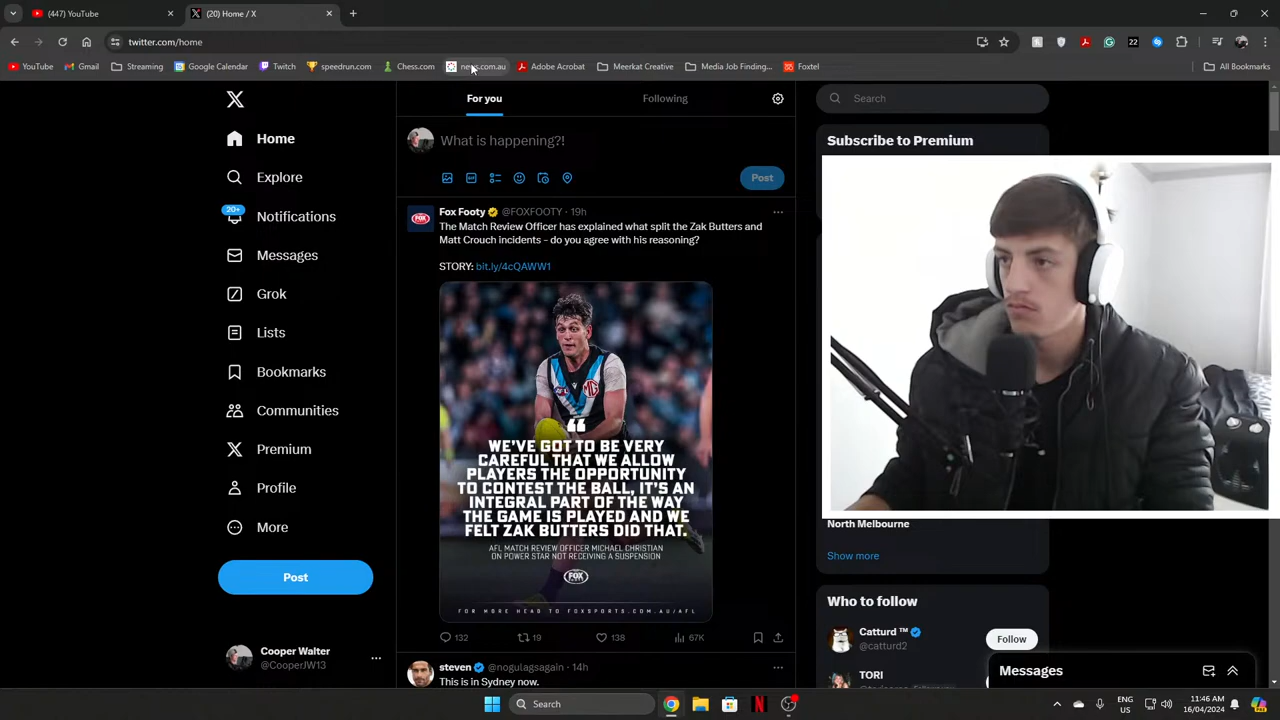 (447) YouTube
(20) Home / X
twitter.com/home
22
YouTube
Gmail
Streaming
Google Calendar
Twitch
speedrun.com
Chess.com
news.com.au
Adobe Acrobat
Meerkat Creative
Media Job Finding...
Foxtel
All Bookmarks
Home
Explore
20+
Notifications
Messages
Grok
Lists
Bookmarks
Communities
Premium
Profile
More
Post
Cooper Walter
@CooperJW13
For you
Following
What is happening?!
GIF
Post
Fox Footy @FOXFOOTY · 19h
The Match Review Officer has explained what split the Zak Butters and
Matt Crouch incidents - do you agree with his reasoning?
STORY: bit.ly/4cQAWW1
WE'VE GOT TO BE VERY
CAREFUL THAT WE ALLOW
PLAYERS THE OPPORTUNITY
TO CONTEST THE BALL, IT'S AN
INTEGRAL PART OF THE WAY
THE GAME IS PLAYED AND WE
FELT ZAK BUTTERS DID THAT.
AFL MATCH REVIEW OFFICER MICHAEL CHRISTIAN
ON POWER STAR NOT RECEIVING A SUSPENSION
FOX
FOR MORE HEAD TO FOXSPORTS.COM.AU/AFL
132
19
138
67K
steven @nogulagsagain · 14h
This is in Sydney now.
Search
Subscribe to Premium
North Melbourne
Show more
Who to follow
Catturd ™
@catturd2
Follow
TORI
Messages
Search
ENG
US
11:46 AM
16/04/2024